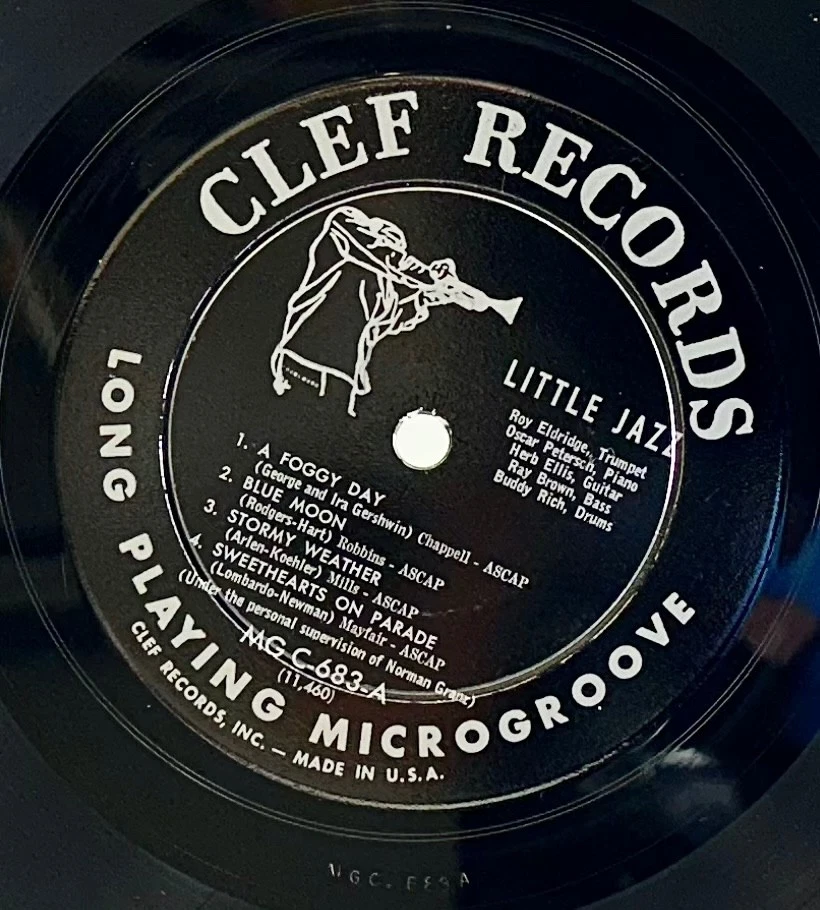 CLEF RECORDS
LITTLE JAZZ
Roy Eldridge, Trumpet
Oscar Petersch, Piano
Herb Ellis, Guitar
Ray Brown, Bass
Buddy Rich, Drums
1. A FOGGY DAY
(George and Ira Gershwin) Chappell - ASCAP
2. BLUE MOON
(Rodgers-Hart) Robbins - ASCAP
3. STORMY WEATHER
(Arlen-Koehler) Mills - ASCAP
4. SWEETHEARTS ON PARADE
(Lombardo-Newman) Mayfair - ASCAP
(Under the personal supervision of Norman Granz)
MG C-683-A
(11,460)
LONG PLAYING MICROGROOVE
CLEF RECORDS, INC. — MADE IN U.S.A.